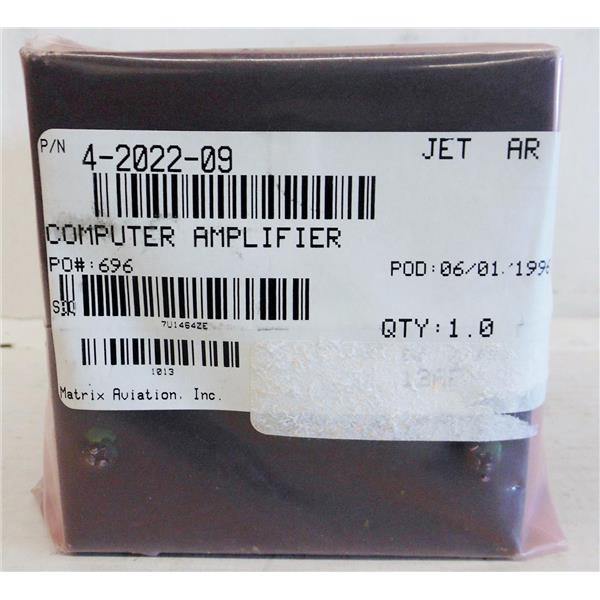 P/N 4-2022-09 JET AR
COMPUTER AMPLIFIER
PO#:696 POD:06/01/1996
7U1464ZE
QTY:1.0
1013
Matrix Aviation, Inc.